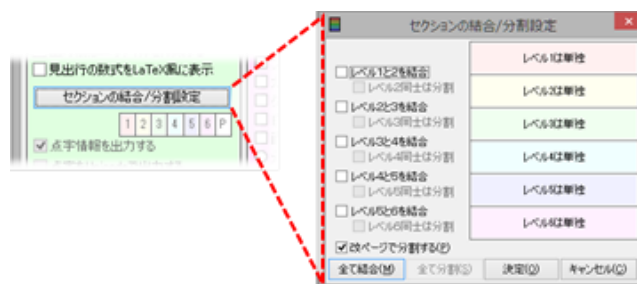 見出行の数式をLaTeX風に表示
セクションの結合/分割設定
1 2 3 4 5 6 P
点字情報を出力する
セクションの結合/分割設定
レベル1と2を結合
レベル2同士は分割
レベル2と3を結合
レベル3同士は分割
レベル3と4を結合
レベル4同士は分割
レベル4と5を結合
レベル5同士は分割
レベル5と6を結合
レベル6同士は分割
改ページで分割する(P)
レベル1は単独
レベル2は単独
レベル3は単独
レベル4は単独
レベル5は単独
レベル6は単独
全て結合(M)
全て分割(S)
決定(O)
キャンセル(C)